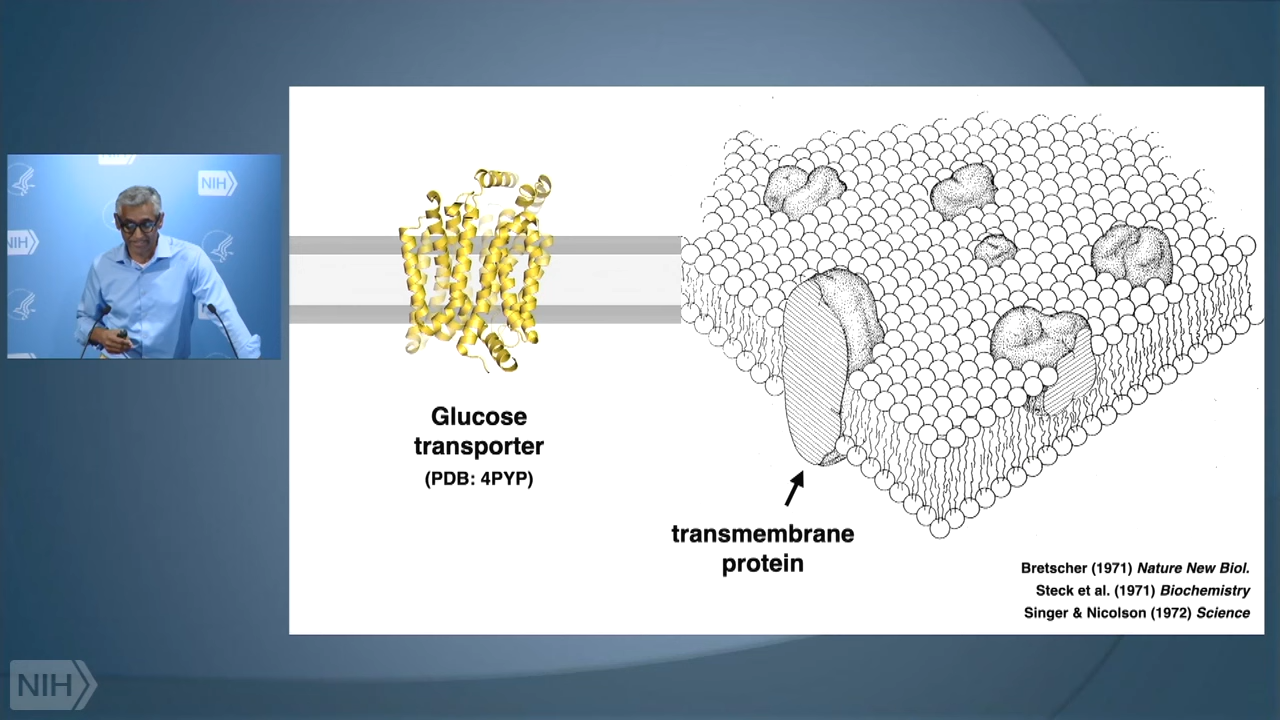 NIH
NIH
Glucose
transporter
(PDB: 4PYP)
transmembrane
protein
Bretscher (1971) Nature New Biol.
Steck et al. (1971) Biochemistry
Singer & Nicolson (1972) Science
NIH